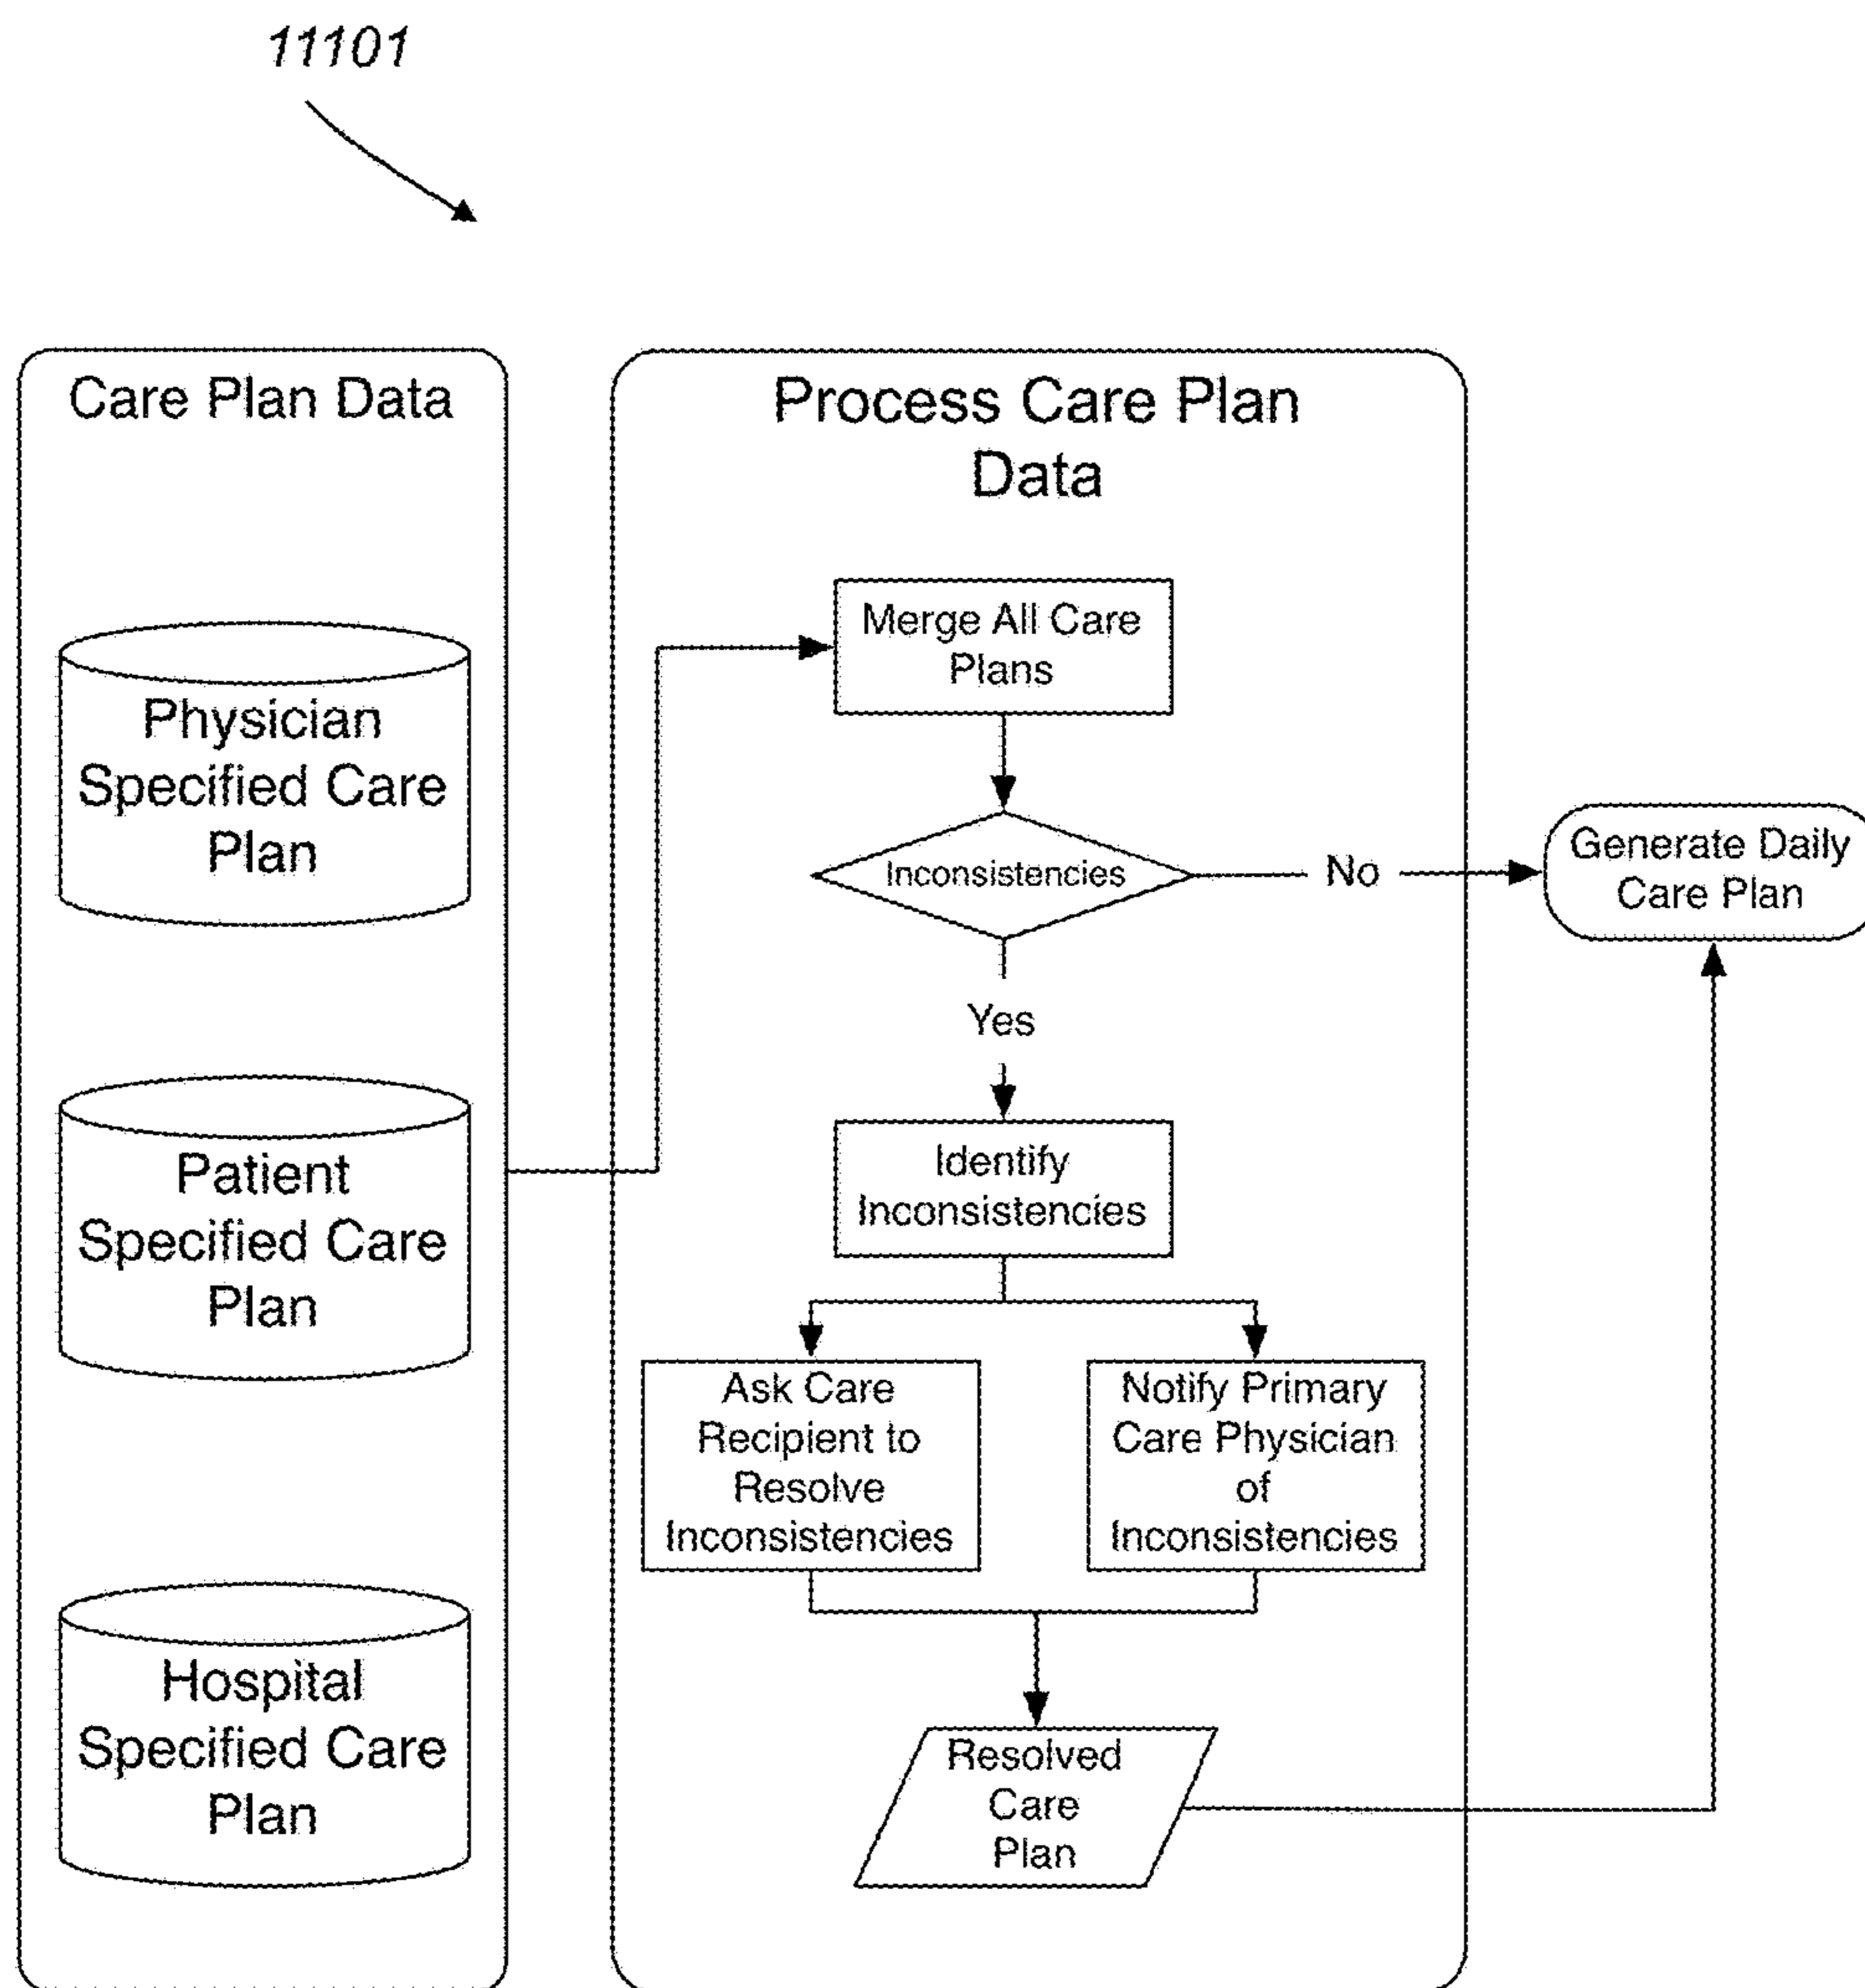 11101
Care Plan Data
Physician
Specified Care
Plan
Patient
Specified Care
Plan
Hospital
Specified Care
Plan
Process Care Plan
Data
Merge All Care
Plans
Inconsistencies
No
Yes
Identify
Inconsistencies
Ask Care
Recipient to
Resolve
Inconsistencies
Notify Primary
Care Physician
of
Inconsistencies
Resolved
Care
Plan
Generate Daily
Care Plan